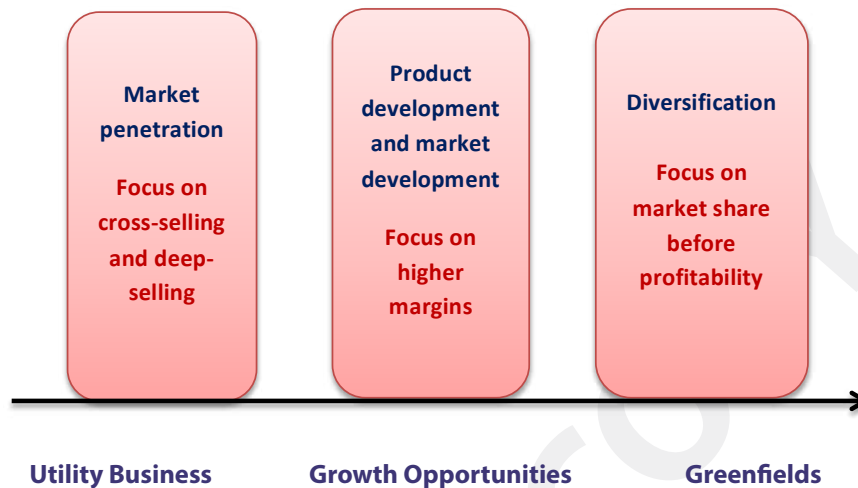 Market
penetration
Focus on
cross-selling
and deep-
selling
Product
development
and market
development
Focus on
higher
margins
Diversification
Focus on
market share
before
profitability
Utility Business
Growth Opportunities
Greenfields